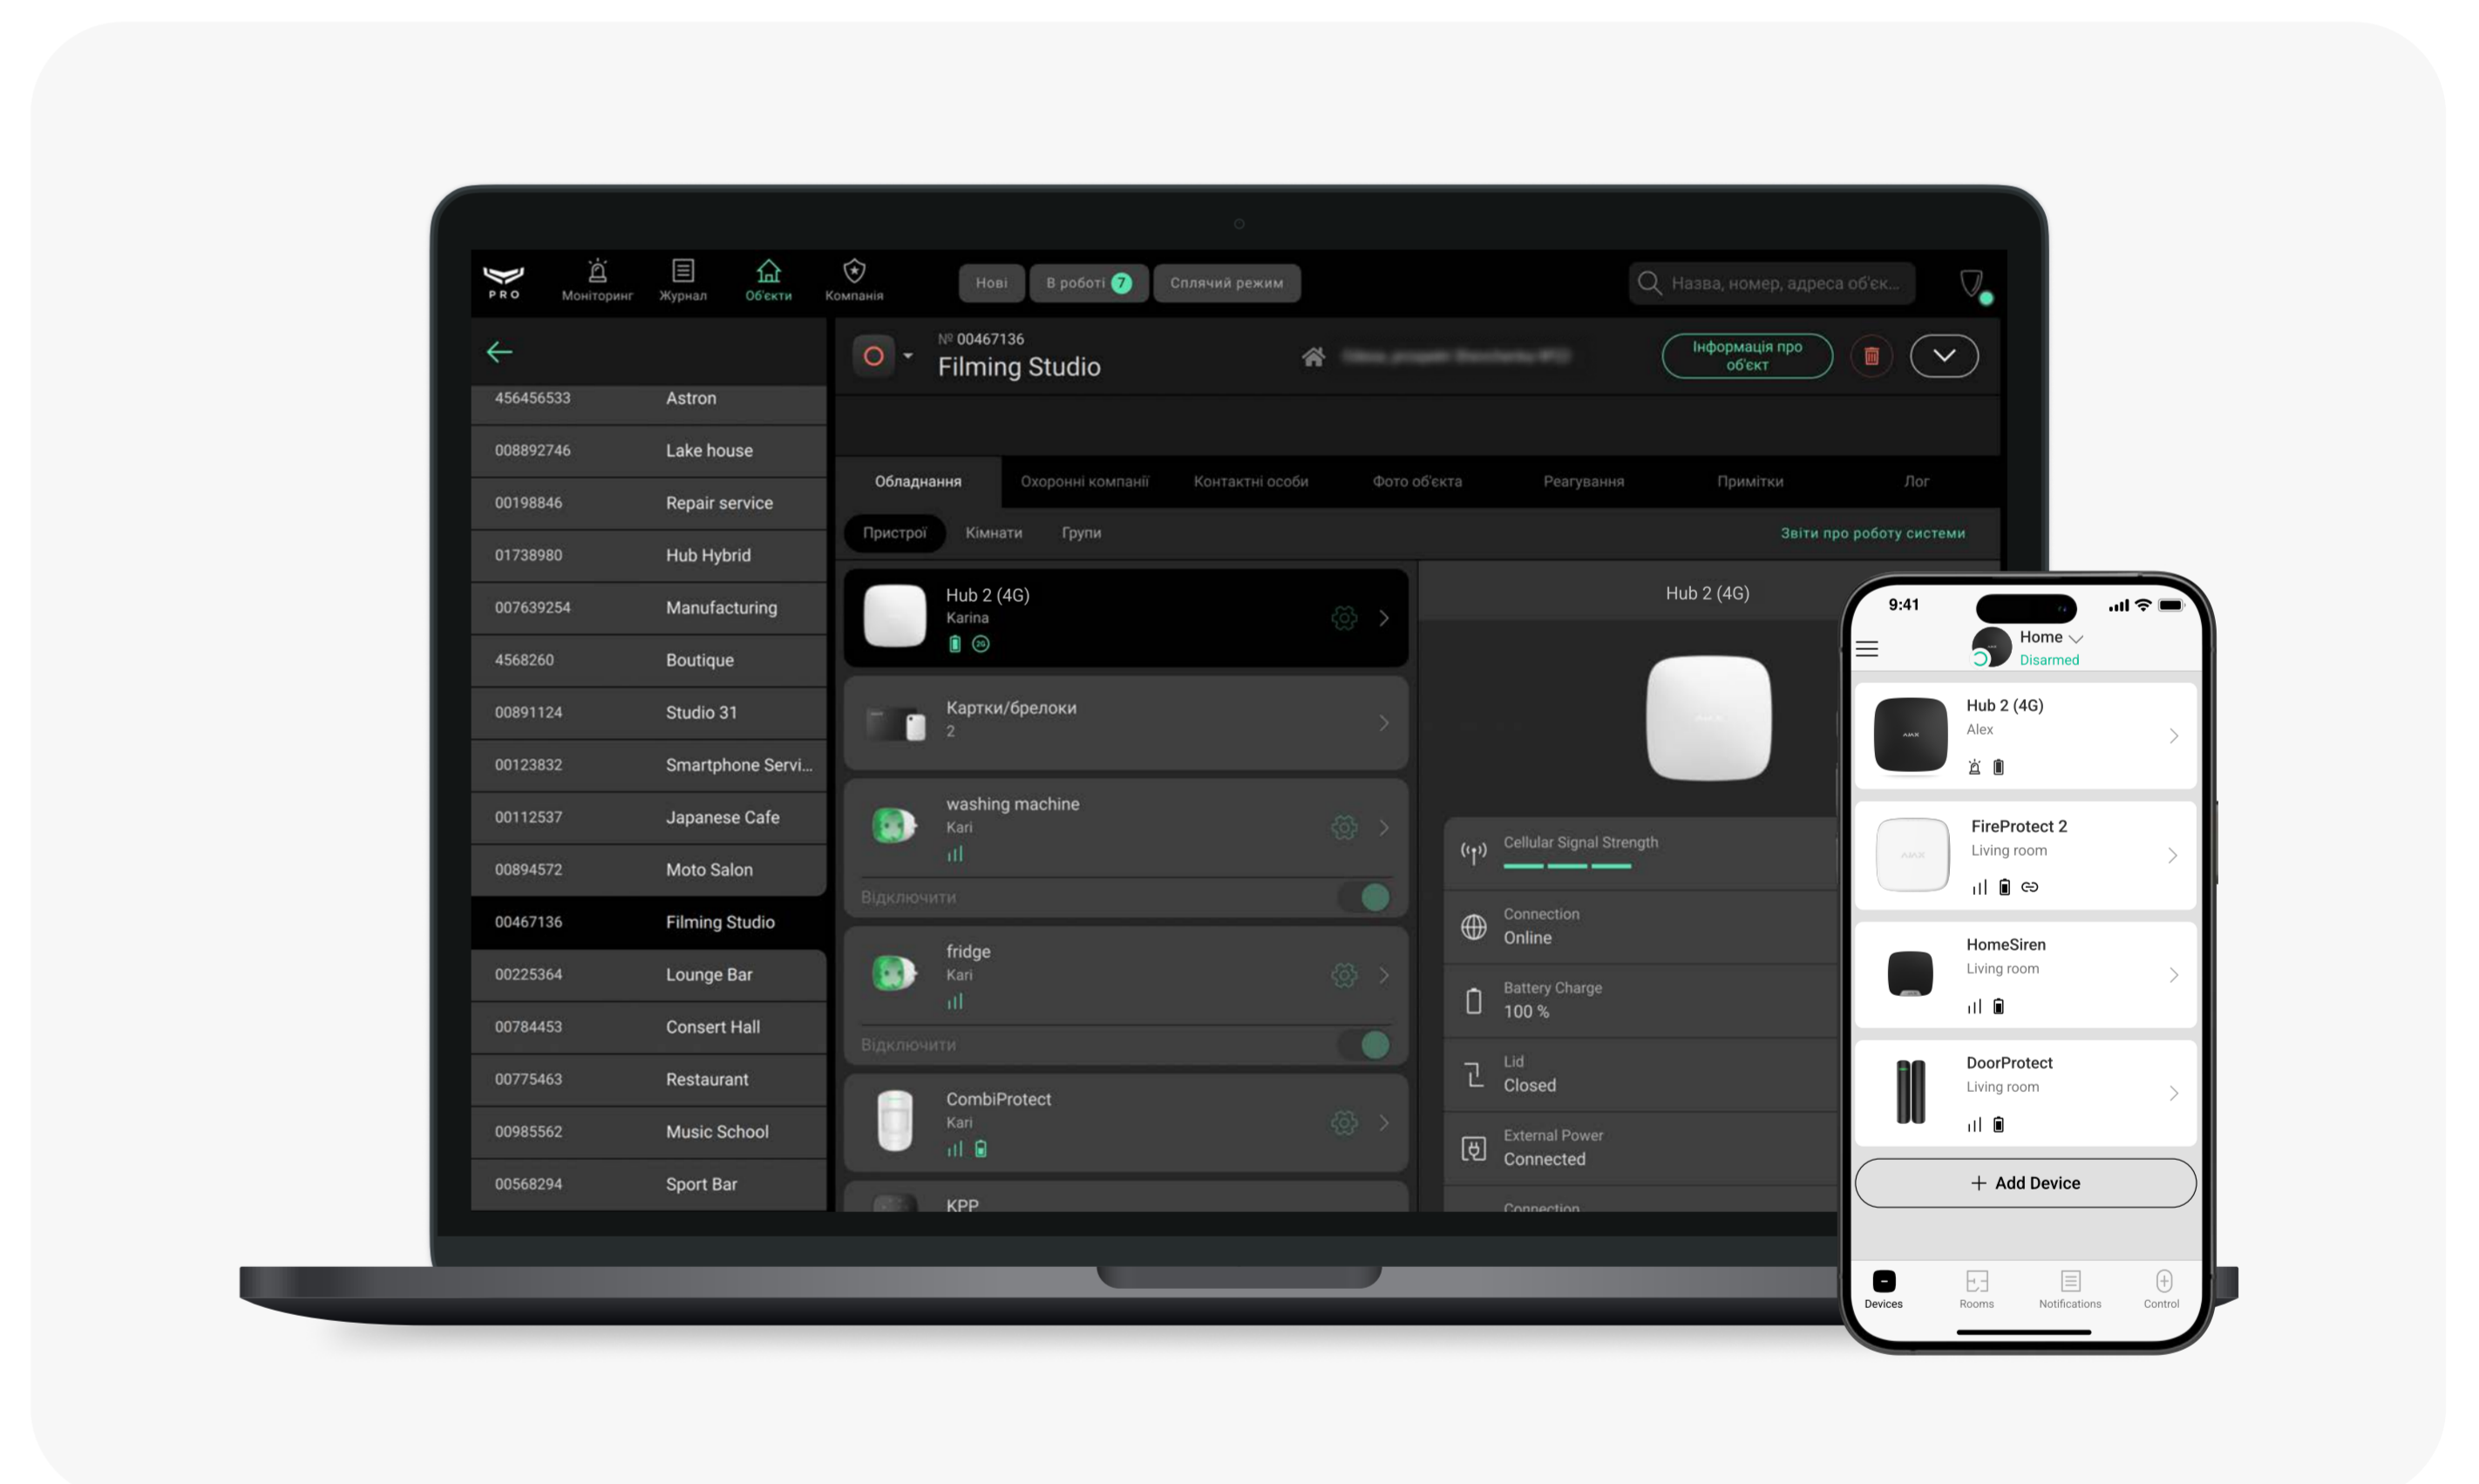 PRO
Моніторинг
Журнал
Об'єкти
Компанія
Нові
В роботі 7
Сплячий режим
Назва, номер, адреса об'єк...
456456533 Astron
008892746 Lake house
00198846 Repair service
01738980 Hub Hybrid
007639254 Manufacturing
4568260 Boutique
00891124 Studio 31
00123832 Smartphone Servi...
00112537 Japanese Cafe
00894572 Moto Salon
00467136 Filming Studio
00225364 Lounge Bar
00784453 Consert Hall
00775463 Restaurant
00985562 Music School
00568294 Sport Bar
№ 00467136
Filming Studio
Інформація про
об'єкт
Обладнання
Охоронні компанії
Контактні особи
Фото об'єкта
Реагування
Примітки
Лог
Пристрої
Кімнати
Групи
Звіти про роботу системи
Hub 2 (4G)
Karina
2G
Картки/брелоки
2
washing machine
Kari
Відключити
fridge
Kari
Відключити
CombiProtect
Kari
KPP
Hub 2 (4G)
AJAX
Cellular Signal Strength
Connection
Online
Battery Charge
100 %
Lid
Closed
External Power
Connected
Connection
9:41
Home
Disarmed
Hub 2 (4G)
Alex
AJAX
FireProtect 2
Living room
AJAX
HomeSiren
Living room
DoorProtect
Living room
+ Add Device
Devices
Rooms
Notifications
Control